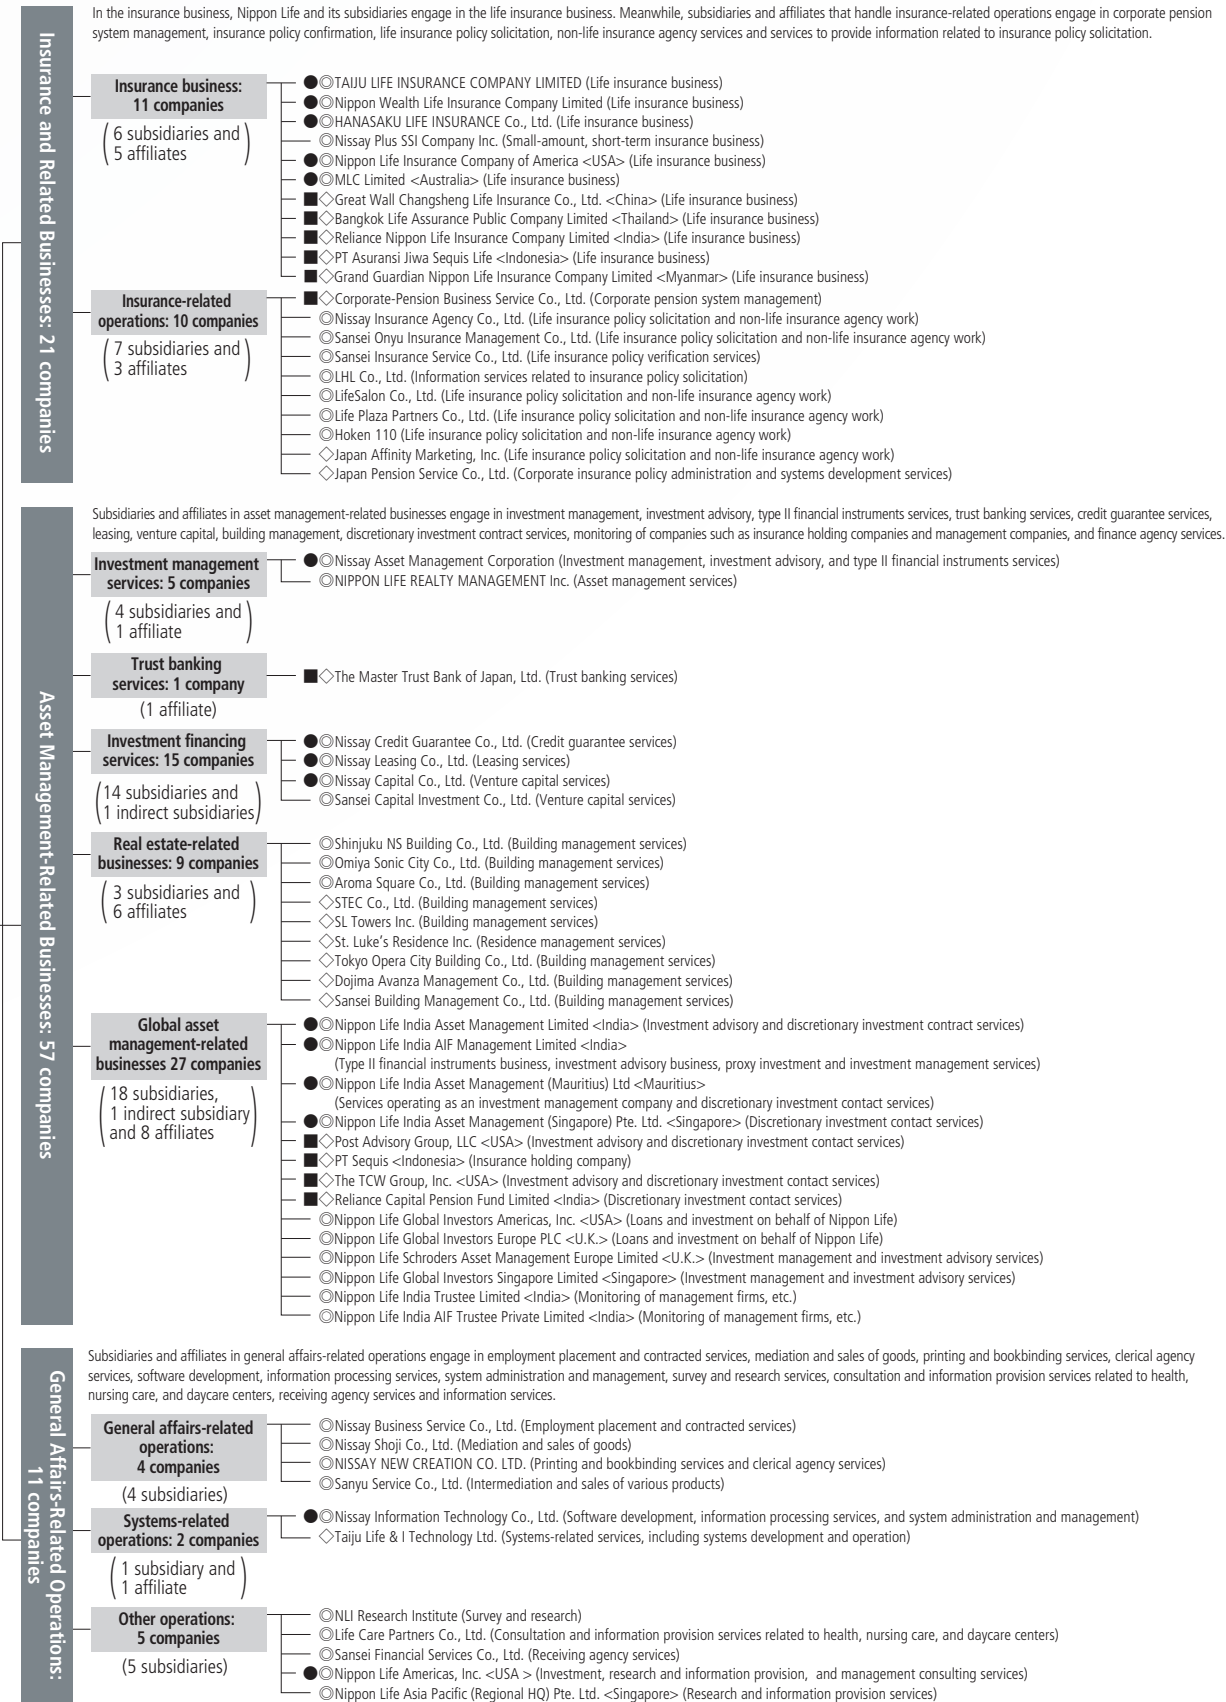 In the insurance business, Nippon Life and its subsidiaries engage in the life insurance business. Meanwhile, subsidiaries and affiliates that handle insurance-related operations engage in corporate pension
system management, insurance policy confirmation, life insurance policy solicitation, non-life insurance agency services and services to provide information related to insurance policy solicitation.
Insurance and Related Businesses: 21 companies
Insurance business:
11 companies
(6 subsidiaries and
5 affiliates)
●◎TAIJU LIFE INSURANCE COMPANY LIMITED (Life insurance business)
●◎Nippon Wealth Life Insurance Company Limited (Life insurance business)
●◎HANASAKU LIFE INSURANCE Co., Ltd. (Life insurance business)
◎Nissay Plus SSI Company Inc. (Small-amount, short-term insurance business)
●◎Nippon Life Insurance Company of America <USA> (Life insurance business)
●◎MLC Limited <Australia> (Life insurance business)
■◇Great Wall Changsheng Life Insurance Co., Ltd. <China> (Life insurance business)
■◇Bangkok Life Assurance Public Company Limited <Thailand> (Life insurance business)
■◇Reliance Nippon Life Insurance Company Limited <India> (Life insurance business)
■◇PT Asuransi Jiwa Sequis Life <Indonesia> (Life insurance business)
■◇Grand Guardian Nippon Life Insurance Company Limited <Myanmar> (Life insurance business)
Insurance-related
operations: 10 companies
(7 subsidiaries and
3 affiliates)
■◇Corporate-Pension Business Service Co., Ltd. (Corporate pension system management)
◎Nissay Insurance Agency Co., Ltd. (Life insurance policy solicitation and non-life insurance agency work)
◎Sansei Onyu Insurance Management Co., Ltd. (Life insurance policy solicitation and non-life insurance agency work)
◎Sansei Insurance Service Co., Ltd. (Life insurance policy verification services)
◎LHL Co., Ltd. (Information services related to insurance policy solicitation)
◎LifeSalon Co., Ltd. (Life insurance policy solicitation and non-life insurance agency work)
◎Life Plaza Partners Co., Ltd. (Life insurance policy solicitation and non-life insurance agency work)
◎Hoken 110 (Life insurance policy solicitation and non-life insurance agency work)
◇Japan Affinity Marketing, Inc. (Life insurance policy solicitation and non-life insurance agency work)
◇Japan Pension Service Co., Ltd. (Corporate insurance policy administration and systems development services)
Subsidiaries and affiliates in asset management-related businesses engage in investment management, investment advisory, type II financial instruments services, trust banking services, credit guarantee services,
leasing, venture capital, building management, discretionary investment contract services, monitoring of companies such as insurance holding companies and management companies, and finance agency services.
Asset Management-Related Businesses: 57 companies
Investment management
services: 5 companies
(4 subsidiaries and
1 affiliate)
●◎Nissay Asset Management Corporation (Investment management, investment advisory, and type II financial instruments services)
◎NIPPON LIFE REALTY MANAGEMENT Inc. (Asset management services)
Trust banking
services: 1 company
(1 affiliate)
■◇The Master Trust Bank of Japan, Ltd. (Trust banking services)
Investment financing
services: 15 companies
(14 subsidiaries and
1 indirect subsidiaries)
●◎Nissay Credit Guarantee Co., Ltd. (Credit guarantee services)
●◎Nissay Leasing Co., Ltd. (Leasing services)
●◎Nissay Capital Co., Ltd. (Venture capital services)
◎Sansei Capital Investment Co., Ltd. (Venture capital services)
Real estate-related
businesses: 9 companies
(3 subsidiaries and
6 affiliates)
◎Shinjuku NS Building Co., Ltd. (Building management services)
◎Omiya Sonic City Co., Ltd. (Building management services)
◎Aroma Square Co., Ltd. (Building management services)
◇STEC Co., Ltd. (Building management services)
◇SL Towers Inc. (Building management services)
◇St. Luke's Residence Inc. (Residence management services)
◇Tokyo Opera City Building Co., Ltd. (Building management services)
◇Dojima Avanza Management Co., Ltd. (Building management services)
◇Sansei Building Management Co., Ltd. (Building management services)
Global asset
management-related
businesses 27 companies
(18 subsidiaries,
1 indirect subsidiary
and 8 affiliates)
●◎Nippon Life India Asset Management Limited <India> (Investment advisory and discretionary investment contract services)
●◎Nippon Life India AIF Management Limited <India>
(Type II financial instruments business, investment advisory business, proxy investment and investment management services)
●◎Nippon Life India Asset Management (Mauritius) Ltd <Mauritius>
(Services operating as an investment management company and discretionary investment contact services)
●◎Nippon Life India Asset Management (Singapore) Pte. Ltd. <Singapore> (Discretionary investment contact services)
■◇Post Advisory Group, LLC <USA> (Investment advisory and discretionary investment contact services)
■◇PT Sequis <Indonesia> (Insurance holding company)
■◇The TCW Group, Inc. <USA> (Investment advisory and discretionary investment contact services)
■◇Reliance Capital Pension Fund Limited <India> (Discretionary investment contact services)
◎Nippon Life Global Investors Americas, Inc. <USA> (Loans and investment on behalf of Nippon Life)
◎Nippon Life Global Investors Europe PLC <U.K.> (Loans and investment on behalf of Nippon Life)
◎Nippon Life Schroders Asset Management Europe Limited <U.K.> (Investment management and investment advisory services)
◎Nippon Life Global Investors Singapore Limited <Singapore> (Investment management and investment advisory services)
◎Nippon Life India Trustee Limited <India> (Monitoring of management firms, etc.)
◎Nippon Life India AIF Trustee Private Limited <India> (Monitoring of management firms, etc.)
Subsidiaries and affiliates in general affairs-related operations engage in employment placement and contracted services, mediation and sales of goods, printing and bookbinding services, clerical agency
services, software development, information processing services, system administration and management, survey and research services, consultation and information provision services related to health,
nursing care, and daycare centers, receiving agency services and information services.
General Affairs-Related Operations:
11 companies
General affairs-related
operations:
4 companies
(4 subsidiaries)
◎Nissay Business Service Co., Ltd. (Employment placement and contracted services)
◎Nissay Shoji Co., Ltd. (Mediation and sales of goods)
◎NISSAY NEW CREATION CO. LTD. (Printing and bookbinding services and clerical agency services)
◎Sanyu Service Co., Ltd. (Intermediation and sales of various products)
Systems-related
operations: 2 companies
(1 subsidiary and
1 affiliate)
●◎Nissay Information Technology Co., Ltd. (Software development, information processing services, and system administration and management)
◇Taiju Life & I Technology Ltd. (Systems-related services, including systems development and operation)
Other operations:
5 companies
(5 subsidiaries)
◎NLI Research Institute (Survey and research)
◎Life Care Partners Co., Ltd. (Consultation and information provision services related to health, nursing care, and daycare centers)
◎Sansei Financial Services Co., Ltd. (Receiving agency services)
●◎Nippon Life Americas, Inc. <USA > (Investment, research and information provision, and management consulting services)
◎Nippon Life Asia Pacific (Regional HQ) Pte. Ltd. <Singapore> (Research and information provision services)